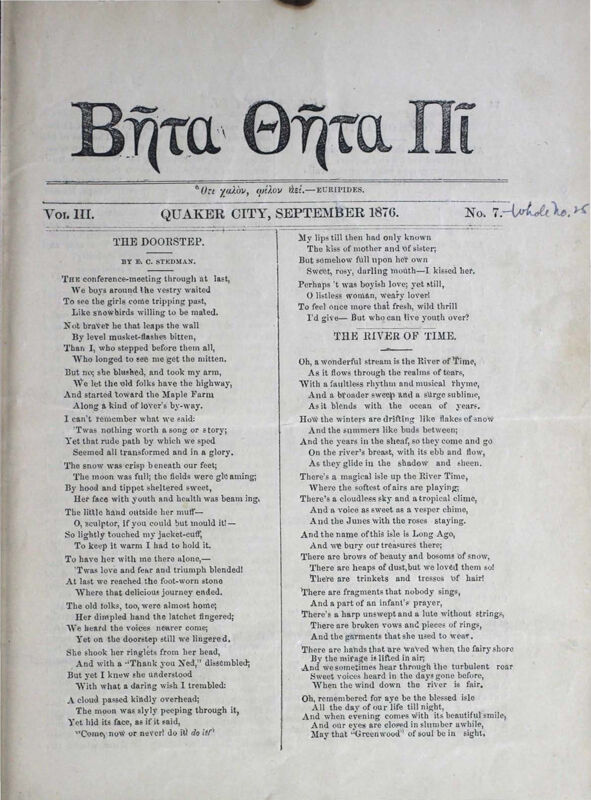 Βῆτα Θῆτα Πῖ
Ὅτι χαλὸν, φίλον ἀεί.—EURIPIDES.
VOL III. QUAKER CITY, SEPTEMBER 1876. No. 7.—Whole No. 25
THE DOORSTEP.
BY E. C. STEDMAN.
THE conference-meeting through at last,
We boys around the vestry waited
To see the girls come tripping past,
Like snowbirds willing to be mated.
Not braver he that leaps the wall
By level musket-flashes bitten,
Than I, who stepped before them all,
Who longed to see me get the mitten.
But no; she blushed, and took my arm,
We let the old folks have the highway,
And started toward the Maple Farm
Along a kind of lover's by-way.
I can't remember what we said:
'Twas nothing worth a song or story;
Yet that rude path by which we sped
Seemed all transformed and in a glory.
The snow was crisp beneath our feet;
The moon was full; the fields were gleaming;
By hood and tippet sheltered sweet,
Her face with youth and health was beaming.
The little hand outside her muff—
O, sculptor, if you could but mould it!—
So lightly touched my jacket-cuff,
To keep it warm I had to hold it.
To have her with me there alone,—
'Twas love and fear and triumph blended!
At last we reached the foot-worn stone
Where that delicious journey ended.
The old folks, too, were almost home;
Her dimpled hand the latchet fingered;
We heard the voices nearer come;
Yet on the doorstep still we lingered.
She shook her ringlets from her head,
And with a "Thank you Ned," dissembled;
But yet I knew she understood
With what a daring wish I trembled:
A cloud passed kindly overhead;
The moon was slyly peeping through it,
Yet hid its face, as if it said,
"Come, now or never! do it! do it!"
My lips till then had only known
The kiss of mother and of sister;
But somehow full upon her own
Sweet, rosy, darling mouth—I kissed her.
Perhaps 't was boyish love; yet still,
O listless woman, weary lover!
To feel once more that fresh, wild thrill
I'd give— But who can live youth over?
THE RIVER OF TIME.
Oh, a wonderful stream is the River of Time,
As it flows through the realms of tears,
With a faultless rhythm and musical rhyme,
And a broader sweep and a surge sublime,
As it blends with the ocean of years.
How the winters are drifting like flakes of snow
And the summers like buds between;
And the years in the sheaf, so they come and go
On the river's breast, with its ebb and flow,
As they glide in the shadow and sheen.
There's a magical isle up the River Time,
Where the softest of airs are playing;
There's a cloudless sky and a tropical clime,
And a voice as sweet as a vesper chime,
And the Junes with the roses staying.
And the name of this isle is Long Ago,
And we bury our treasures there;
There are brows of beauty and bosoms of snow,
There are heaps of dust, but we loved them so!
There are trinkets and tresses of hair!
There are fragments that nobody sings,
And a part of an infant's prayer,
There's a harp unswept and a lute without strings,
There are broken vows and pieces of rings,
And the garments that she used to wear.
There are hands that are waved when the fairy shore
By the mirage is lifted in air;
And we sometimes hear through the turbulent roar
Sweet voices heard in the days gone before,
When the wind down the river is fair.
Oh, remembered for aye be the blessed isle
All the day of our life till night,
And when evening comes with its beautiful smile,
And our eyes are closed in slumber awhile,
May that "Greenwood" of soul be in sight,